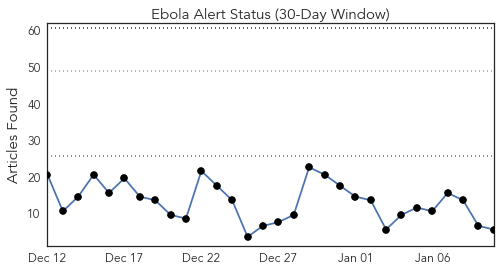 Ebola Alert Status (30-Day Window)
Articles Found
60
50
40
30
20
10
Dec 12 Dec 17 Dec 22 Dec 27 Jan 01 Jan 06